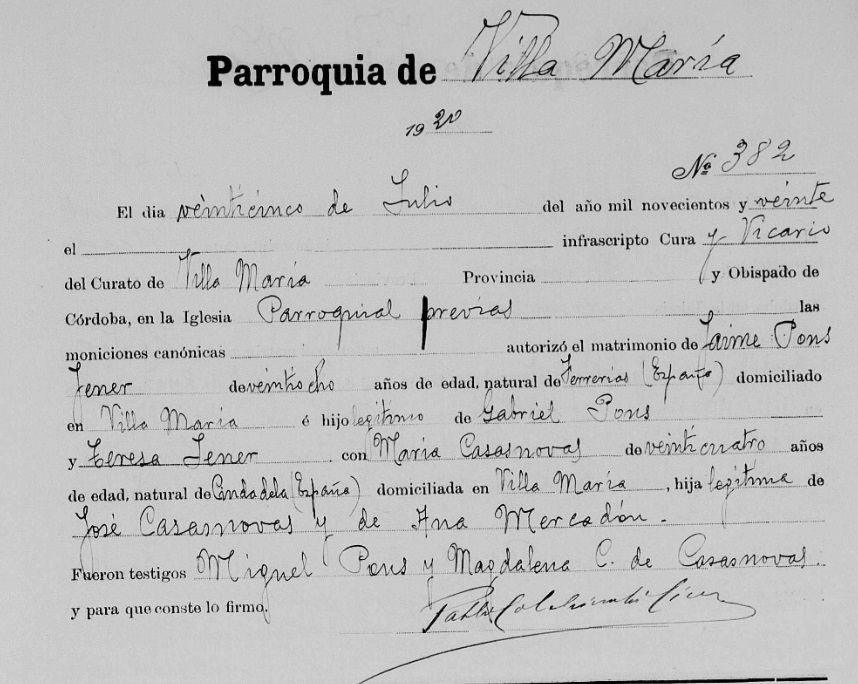 Parroquia de Villa María
1920
Nº 382
El dia veinticinco de Julio del año mil novecientos y veinte
el infrascripto Cura y Vicario
del Curato de Villa María Provincia y Obispado de
Córdoba, en la Iglesia Parroquial previas las
moniciones canónicas autorizó el matrimonio de Jaime Pons
Jener de veintiocho años de edad, natural de Ferrerias (España) domiciliado
en Villa María é hijo legítimo de Gabriel Pons
y Teresa Jener con María Casasnovas de veinticuatro años
de edad, natural de Ciudadela (España) domiciliada en Villa María, hija legítima de
José Casasnovas y de Ana Mercadón.
Fueron testigos Miguel Pons y Magdalena C. de Casasnovas.
y para que conste lo firmo.
Pablo